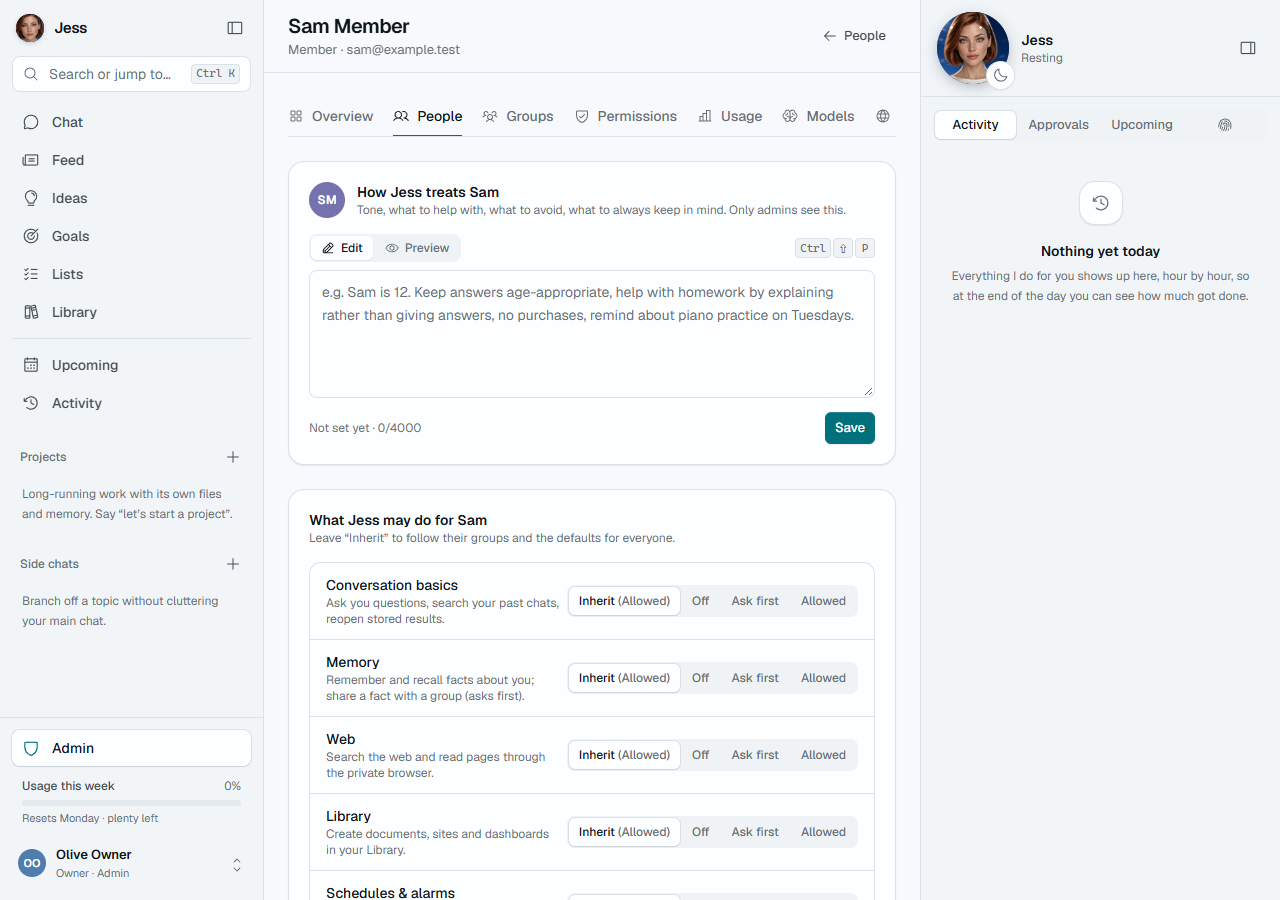 Jess
Search or jump to...
Ctrl K
Chat
Feed
Ideas
Goals
Lists
Library
Upcoming
Activity
Projects
Long-running work with its own files
and memory. Say “let's start a project”.
Side chats
Branch off a topic without cluttering
your main chat.
Admin
Usage this week 0%
Resets Monday · plenty left
OO
Olive Owner
Owner · Admin
Sam Member
Member · sam@example.test
People
Overview People Groups Permissions Usage Models
SM
How Jess treats Sam
Tone, what to help with, what to avoid, what to always keep in mind. Only admins see this.
Edit Preview Ctrl ⇧ P
e.g. Sam is 12. Keep answers age-appropriate, help with homework by explaining
rather than giving answers, no purchases, remind about piano practice on Tuesdays.
Not set yet · 0/4000
Save
What Jess may do for Sam
Leave “Inherit” to follow their groups and the defaults for everyone.
Conversation basics
Ask you questions, search your past chats,
reopen stored results.
Inherit (Allowed) Off Ask first Allowed
Memory
Remember and recall facts about you;
share a fact with a group (asks first).
Inherit (Allowed) Off Ask first Allowed
Web
Search the web and read pages through
the private browser.
Inherit (Allowed) Off Ask first Allowed
Library
Create documents, sites and dashboards
in your Library.
Inherit (Allowed) Off Ask first Allowed
Schedules & alarms
Jess
Resting
Activity Approvals Upcoming
Nothing yet today
Everything I do for you shows up here, hour by hour, so
at the end of the day you can see how much got done.